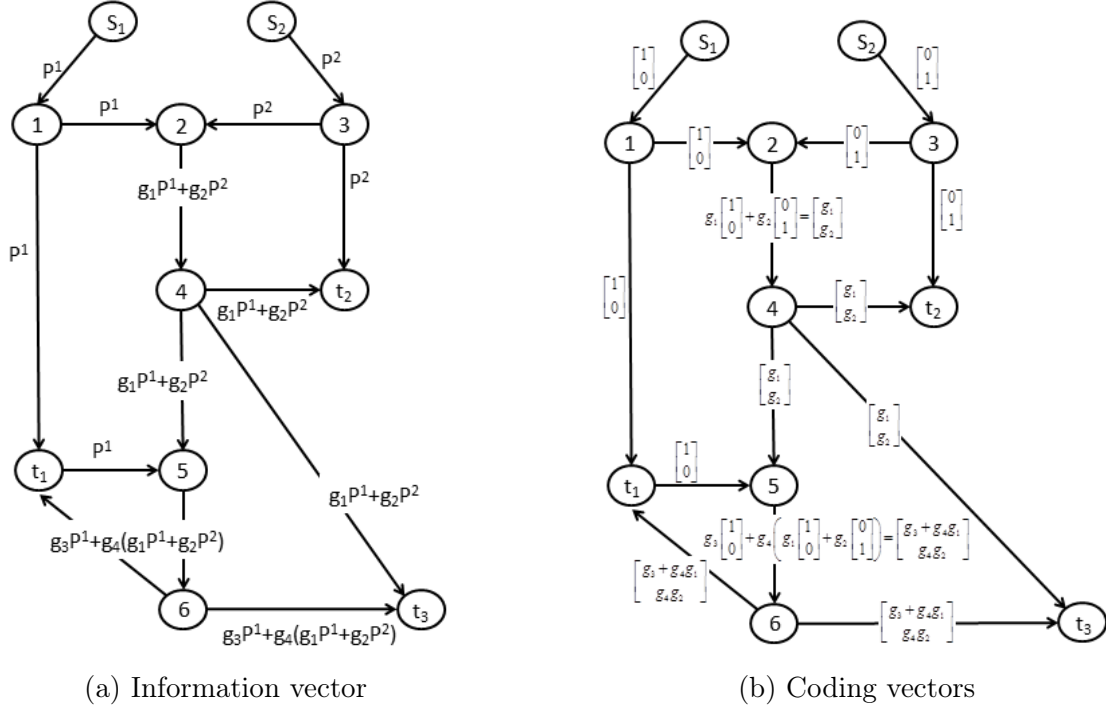 S₁
S₂
p¹
p²
1
p¹
2
p²
3
g₁p¹+g₂p²
p²
p¹
4
g₁p¹+g₂p²
t₂
g₁p¹+g₂p²
t₁
p¹
5
g₁p¹+g₂p²
g₃p¹+g₄(g₁p¹+g₂p²)
6
g₃p¹+g₄(g₁p¹+g₂p²)
t₃
(a) Information vector
S₁
S₂
[1 0]
[0 1]
1
[1 0]
2
[0 1]
3
g₁[1 0]+g₂[0 1]=[g₁ g₂]
[0 1]
[1 0]
4
[g₁ g₂]
t₂
[g₁ g₂]
[g₁ g₂]
t₁
[1 0]
5
g₃[1 0]+g₄(g₁[1 0]+g₂[0 1])=[g₃+g₄g₁ g₄g₂]
[g₃+g₄g₁ g₄g₂]
6
[g₃+g₄g₁ g₄g₂]
t₃
(b) Coding vectors